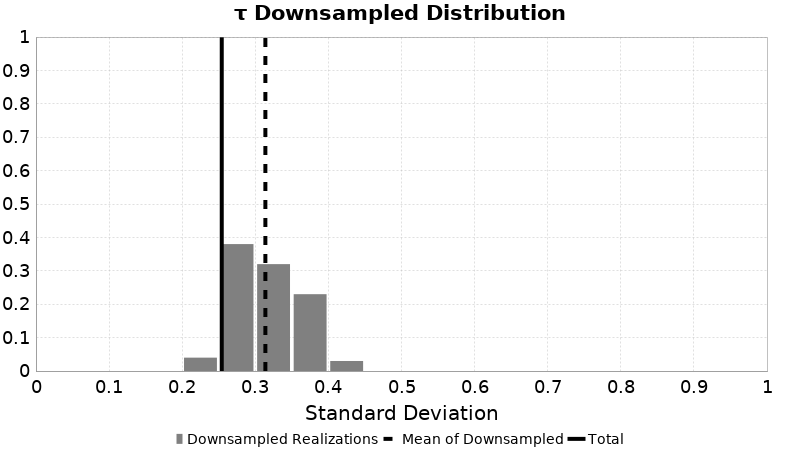 τ Downsampled Distribution
1
0.9
0.8
0.7
0.6
0.5
0.4
0.3
0.2
0.1
0
0 0.1 0.2 0.3 0.4 0.5 0.6 0.7 0.8 0.9 1
Standard Deviation
Downsampled Realizations Mean of Downsampled Total